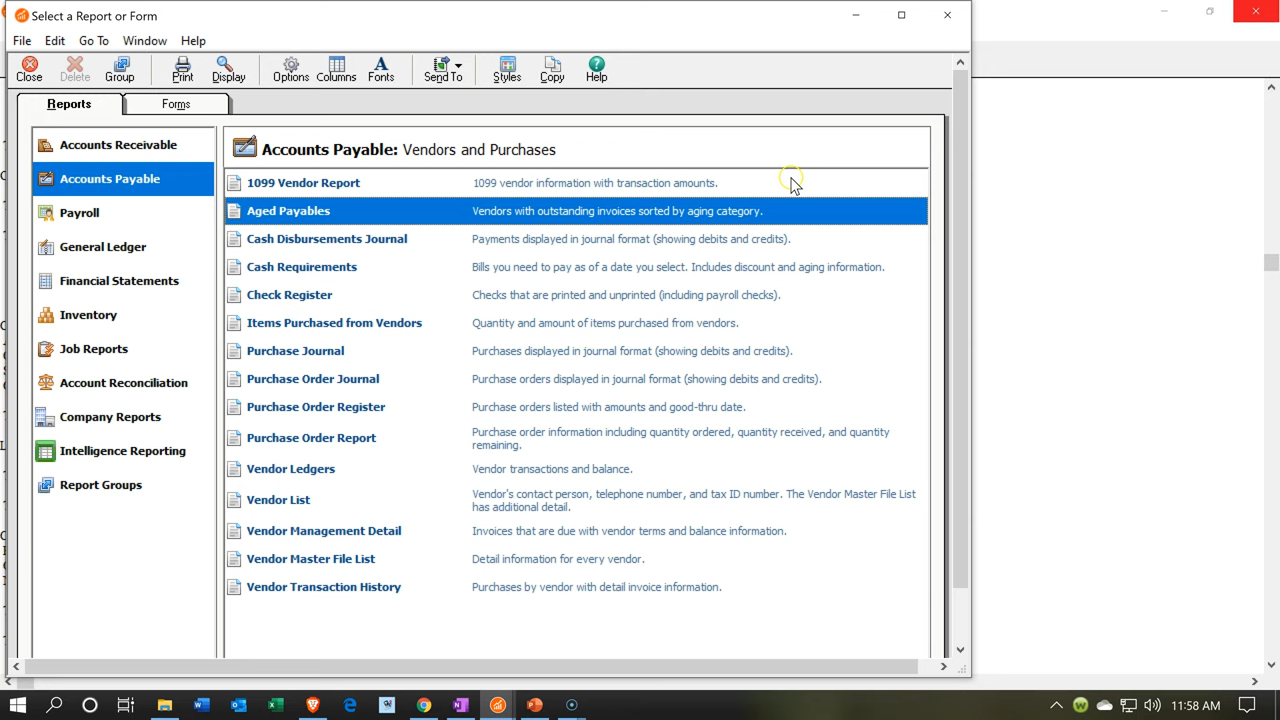 Select a Report or Form
File Edit Go To Window Help
Close Delete Group Print Display Options Columns Fonts Send To Styles Copy Help
Reports Forms
Accounts Receivable
Accounts Payable
Payroll
General Ledger
Financial Statements
Inventory
Job Reports
Account Reconciliation
Company Reports
Intelligence Reporting
Report Groups
Accounts Payable: Vendors and Purchases
1099 Vendor Report 1099 vendor information with transaction amounts.
Aged Payables Vendors with outstanding invoices sorted by aging category.
Cash Disbursements Journal Payments displayed in journal format (showing debits and credits).
Cash Requirements Bills you need to pay as of a date you select. Includes discount and aging information.
Check Register Checks that are printed and unprinted (including payroll checks).
Items Purchased from Vendors Quantity and amount of items purchased from vendors.
Purchase Journal Purchases displayed in journal format (showing debits and credits).
Purchase Order Journal Purchase orders displayed in journal format (showing debits and credits).
Purchase Order Register Purchase orders listed with amounts and good-thru date.
Purchase Order Report Purchase order information including quantity ordered, quantity received, and quantity
remaining.
Vendor Ledgers Vendor transactions and balance.
Vendor List Vendor's contact person, telephone number, and tax ID number. The Vendor Master File List
has additional detail.
Vendor Management Detail Invoices that are due with vendor terms and balance information.
Vendor Master File List Detail information for every vendor.
Vendor Transaction History Purchases by vendor with detail invoice information.
11:58 AM